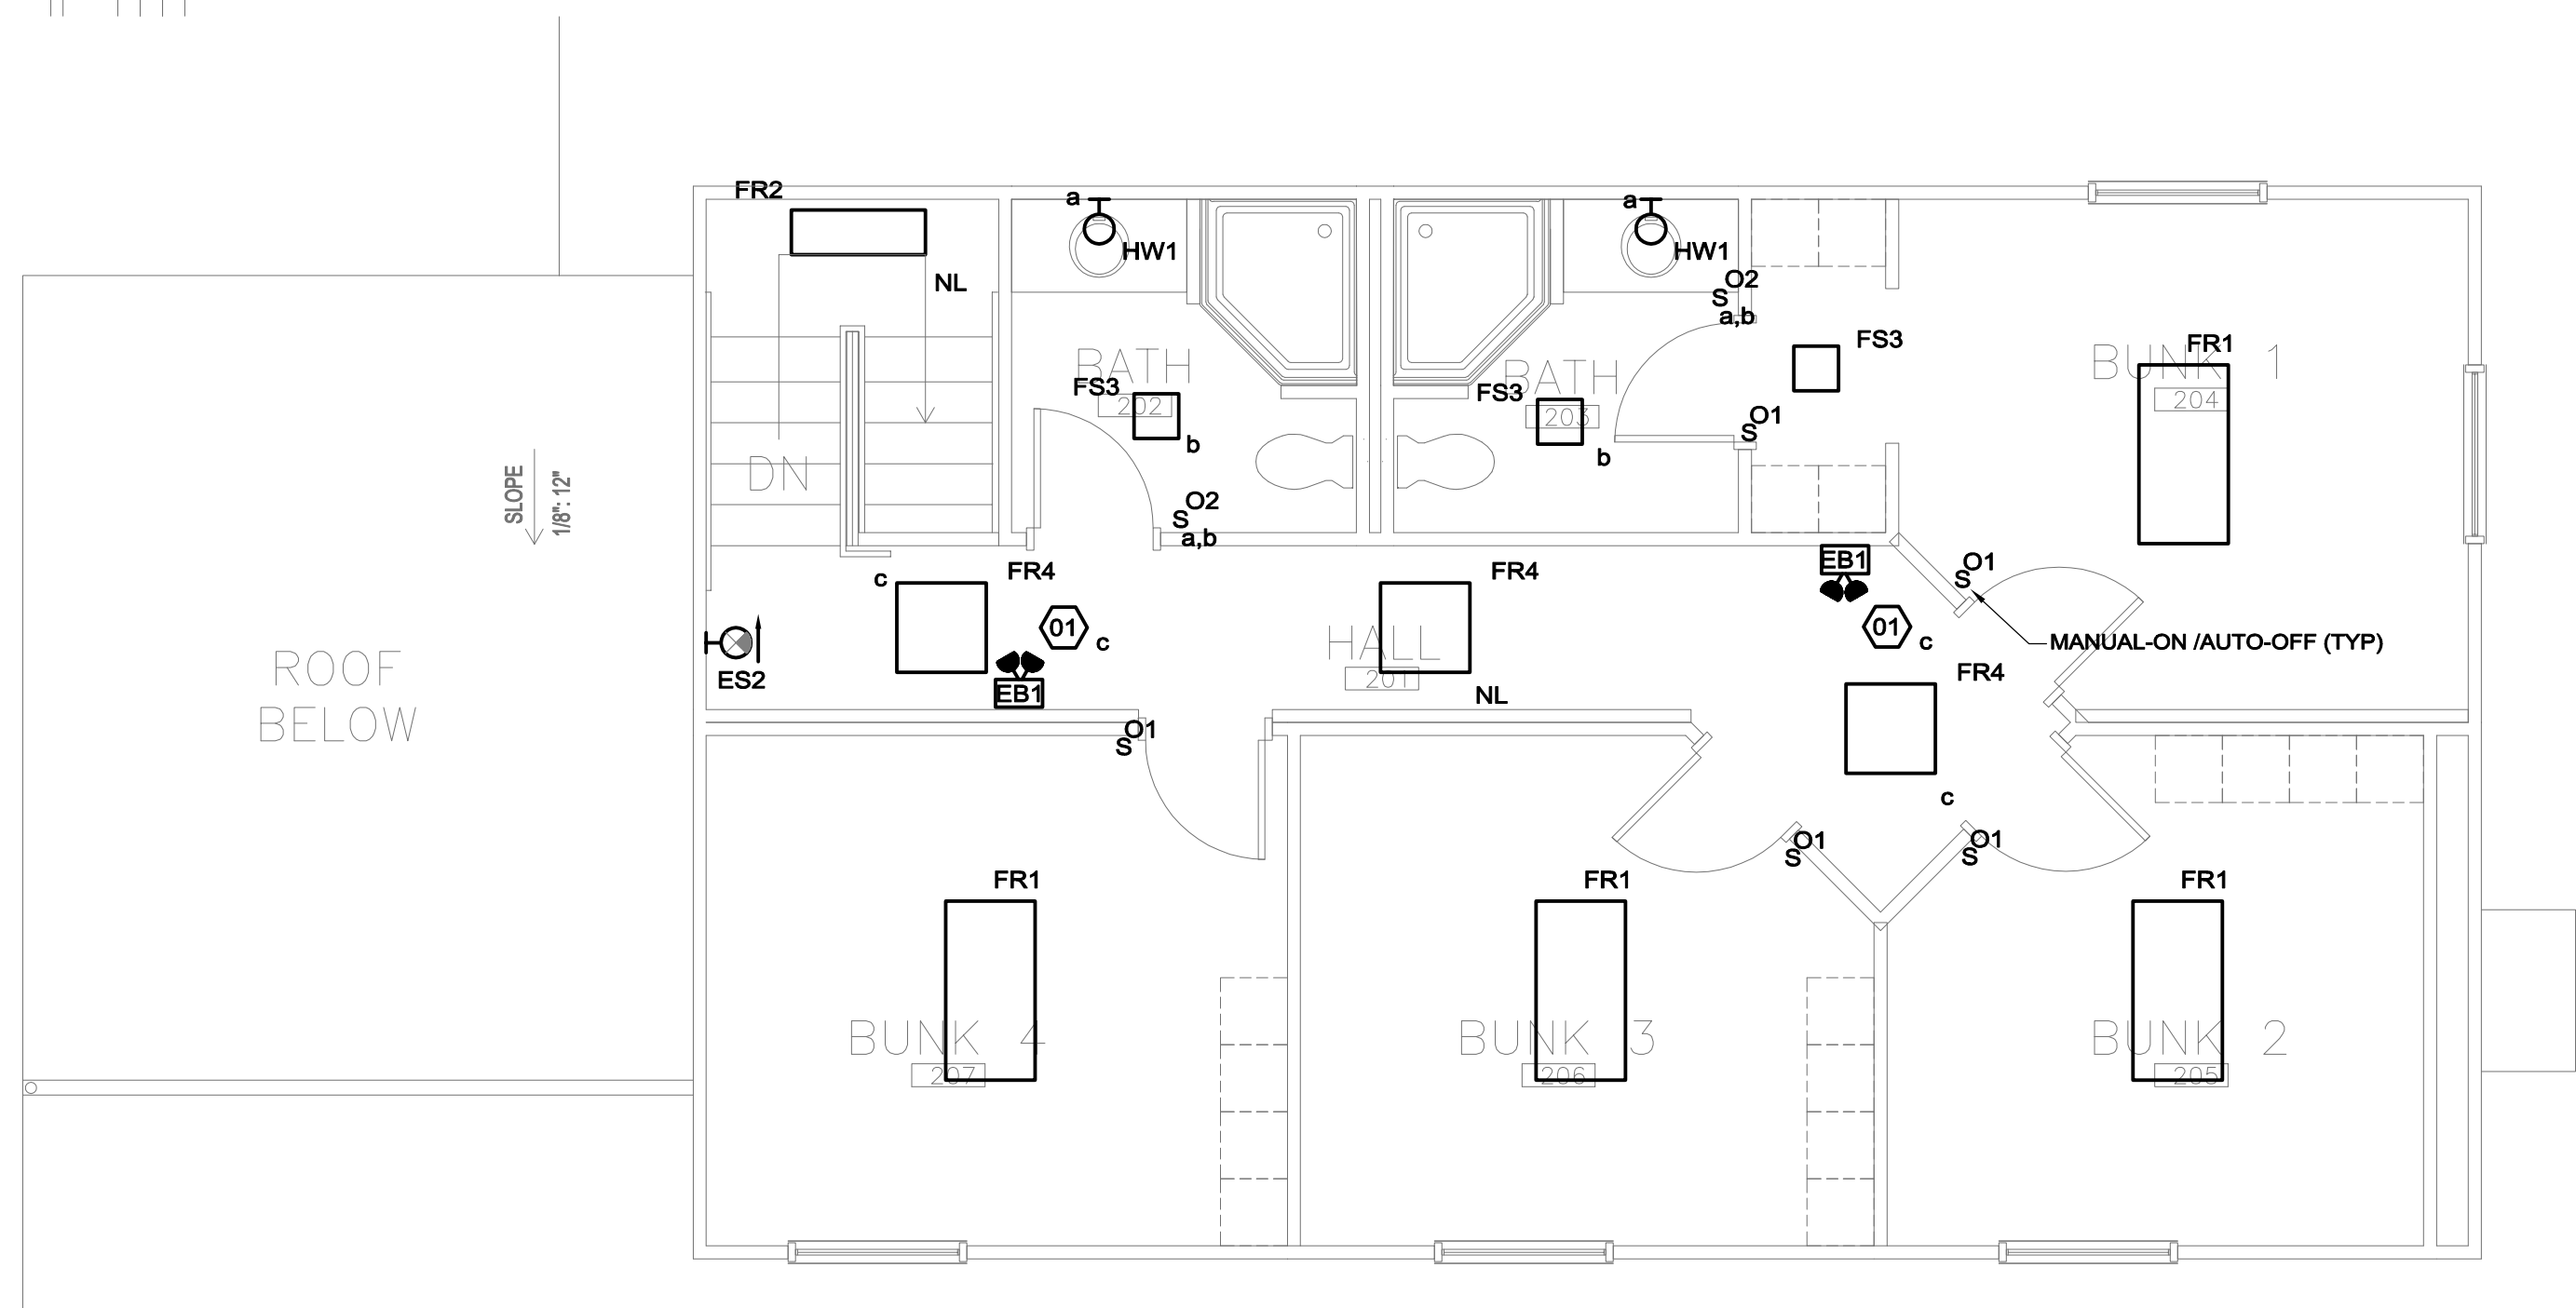 FR2
a
HW1
a
HW1
NL
O2
S
a,b
FS3
FR1
BATH
202
FS3
b
BATH
203
FS3
b
O1
S
BUNK 1
204
DN
SLOPE
1/8": 12"
O2
S
a,b
c
FR4
FR4
EB1
O1
S
01
c
HALL
201
01
c
MANUAL-ON /AUTO-OFF (TYP)
ROOF
BELOW
ES2
EB1
NL
FR4
c
O1
S
O1
S
O1
S
FR1
FR1
FR1
BUNK 4
207
BUNK 3
206
BUNK 2
205